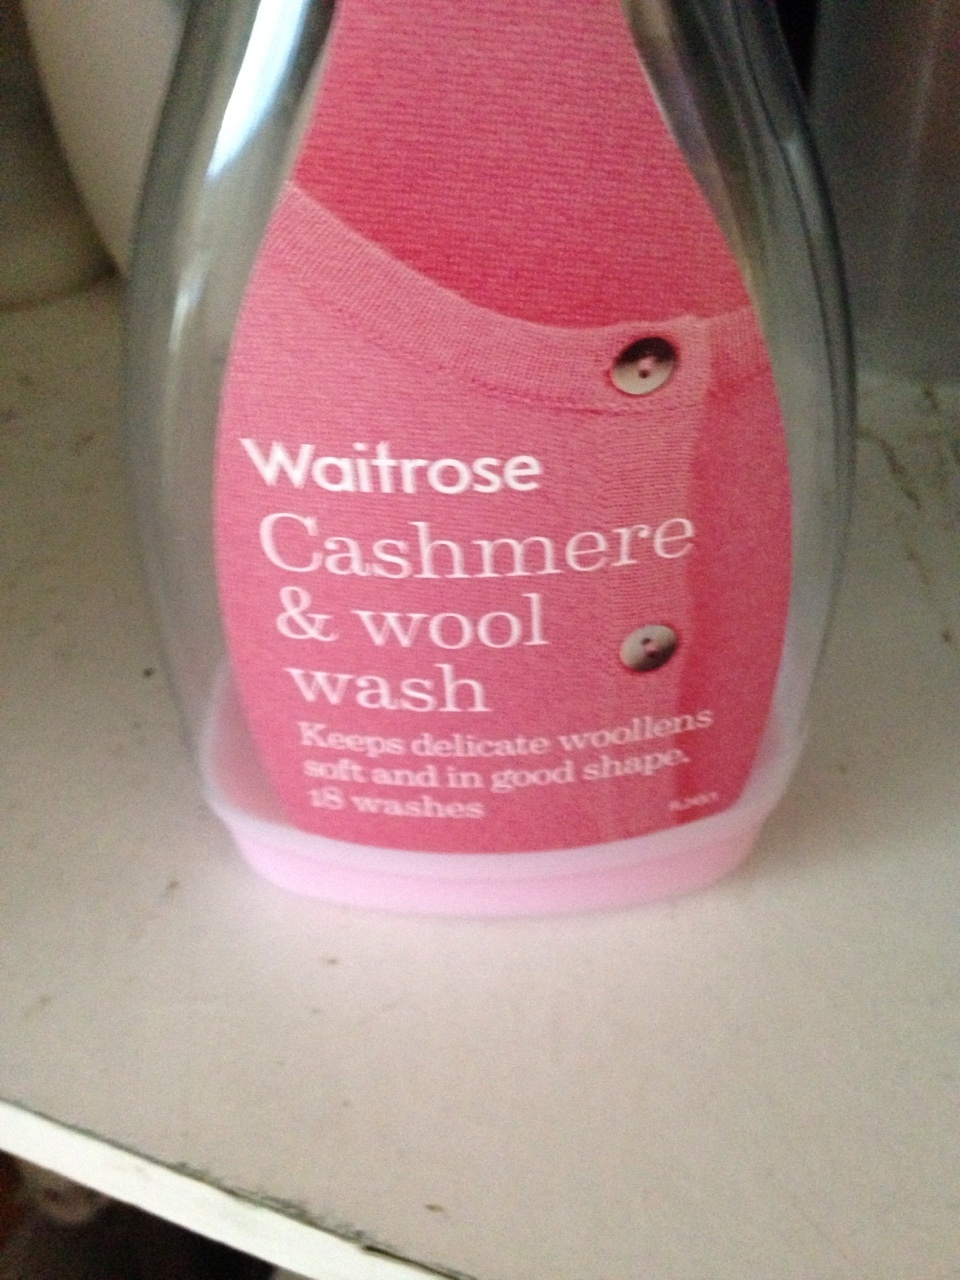 Waitrose
Cashmere
& wool
wash
Keeps delicate woollens
soft and in good shape.
18 washes